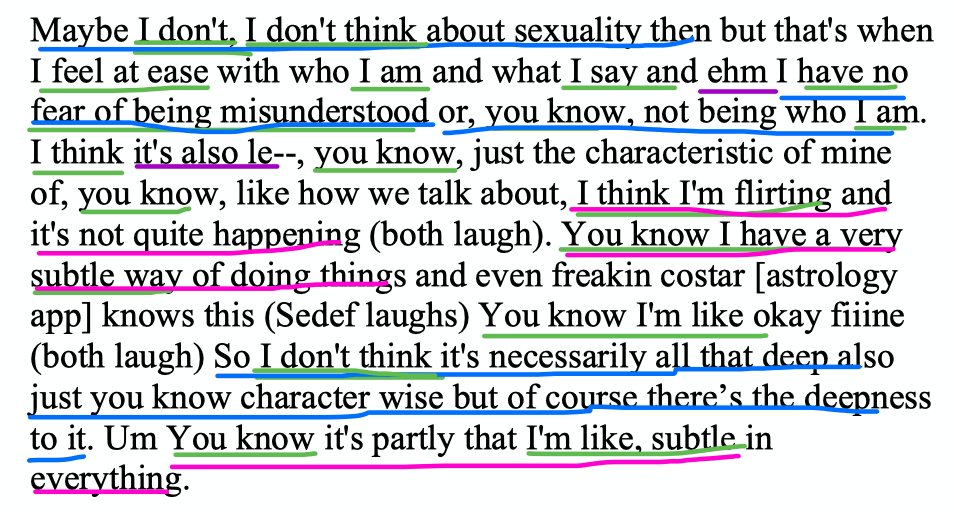 Maybe I don't, I don't think about sexuality then but that's when
I feel at ease with who I am and what I say and ehm I have no
fear of being misunderstood or, you know, not being who I am.
I think it's also le--, you know, just the characteristic of mine
of, you know, like how we talk about, I think I'm flirting and
it's not quite happening (both laugh). You know I have a very
subtle way of doing things and even freakin costar [astrology
app] knows this (Sedef laughs) You know I'm like okay fiiine
(both laugh) So I don't think it's necessarily all that deep also
just you know character wise but of course there’s the deepness
to it. Um You know it's partly that I'm like, subtle in
everything.